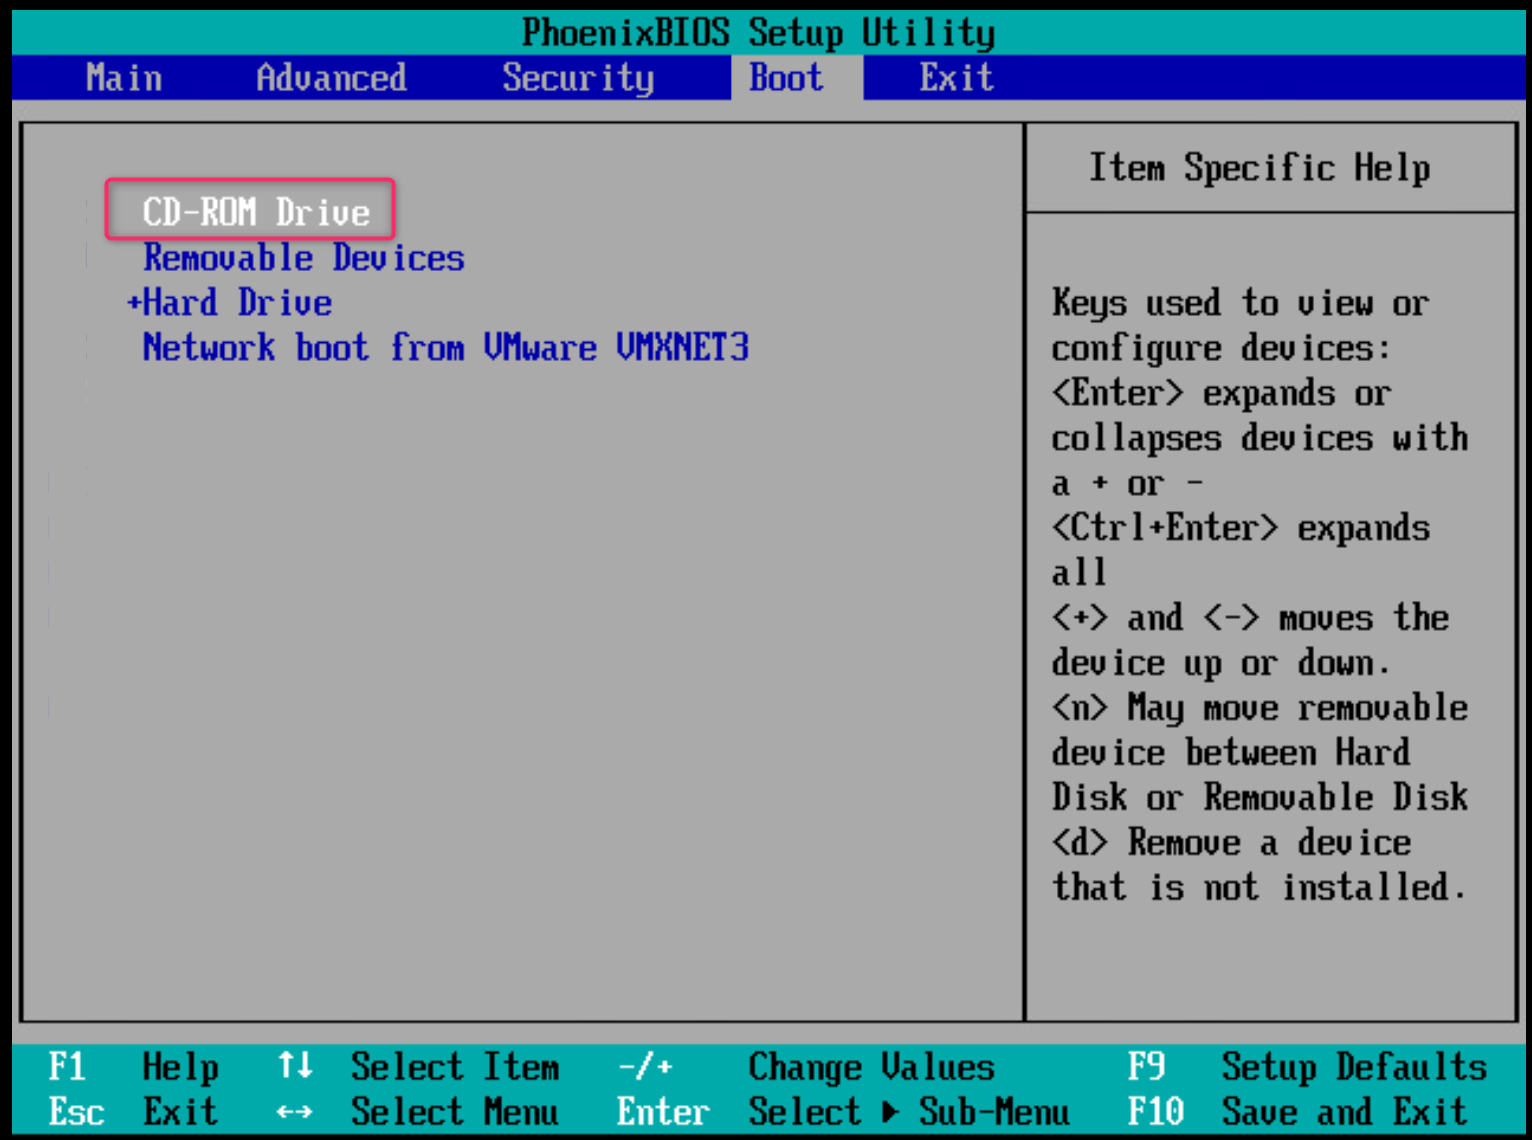 PhoenixBIOS Setup Utility
Main Advanced Security Boot Exit
CD-ROM Drive
Removable Devices
+Hard Drive
Network boot from VMware VMXNET3
Item Specific Help
Keys used to view or
configure devices:
<Enter> expands or
collapses devices with
a + or -
<Ctrl+Enter> expands
all
<+> and <-> moves the
device up or down.
<n> May move removable
device between Hard
Disk or Removable Disk
<d> Remove a device
that is not installed.
F1 Help ↑↓ Select Item -/+ Change Values F9 Setup Defaults
Esc Exit ↔ Select Menu Enter Select ▶ Sub-Menu F10 Save and Exit